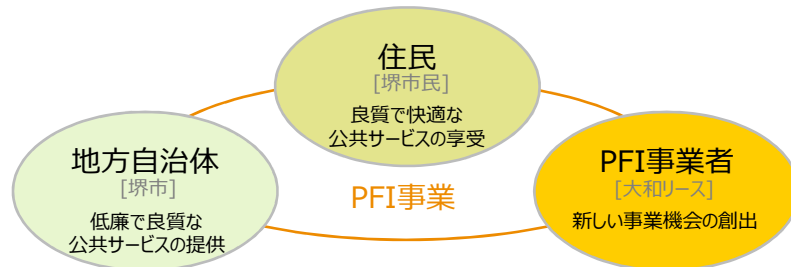 住民
[堺市民]
良質で快適な
公共サービスの享受
地方自治体
[堺市]
低廉で良質な
公共サービスの提供
PFI事業
PFI事業者
[大和リース]
新しい事業機会の創出